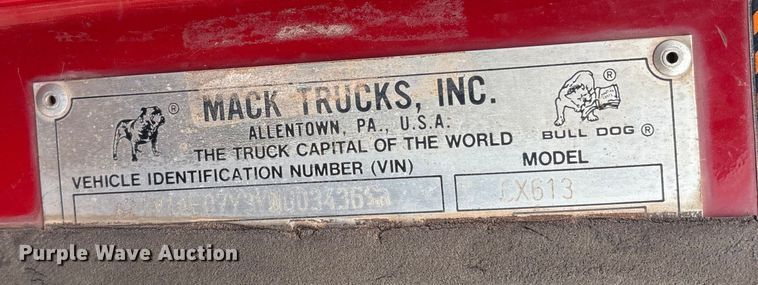 MACK TRUCKS, INC.
ALLENTOWN, PA., U.S.A.
THE TRUCK CAPITAL OF THE WORLD
BULL DOG ®
VEHICLE IDENTIFICATION NUMBER (VIN)
MODEL
CX613
Purple Wave Auction